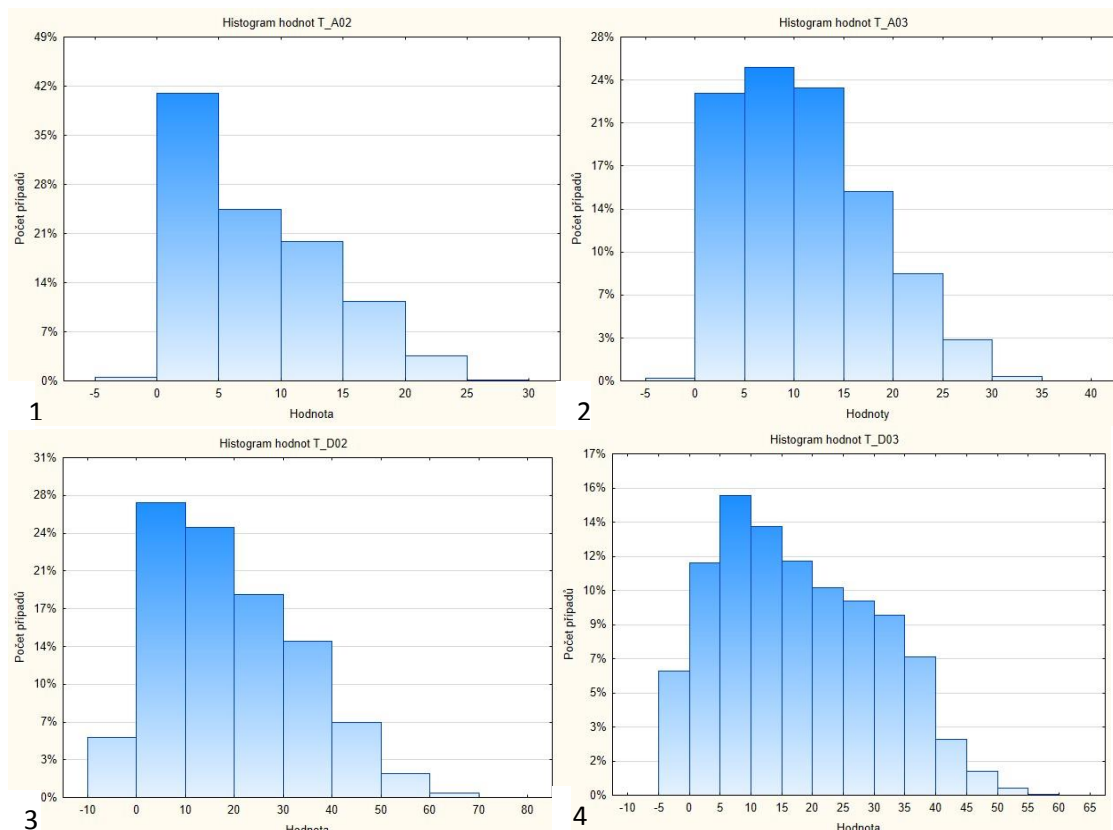 Histogram hodnot T_A02
49%
42%
35%
28%
21%
14%
7%
0%
Počet případů
-5 0 5 10 15 20 25 30
Hodnota
1
Histogram hodnot T_A03
28%
24%
21%
17%
14%
10%
7%
3%
0%
Počet případů
-5 0 5 10 15 20 25 30 35 40
Hodnoty
2
Histogram hodnot T_D02
31%
28%
24%
21%
17%
14%
10%
7%
3%
0%
Počet případů
-10 0 10 20 30 40 50 60 70 80
Hodnota
3
Histogram hodnot T_D03
17%
16%
14%
12%
10%
9%
7%
5%
3%
2%
0%
Počet případů
-10 -5 0 5 10 15 20 25 30 35 40 45 50 55 60 65
Hodnota
4